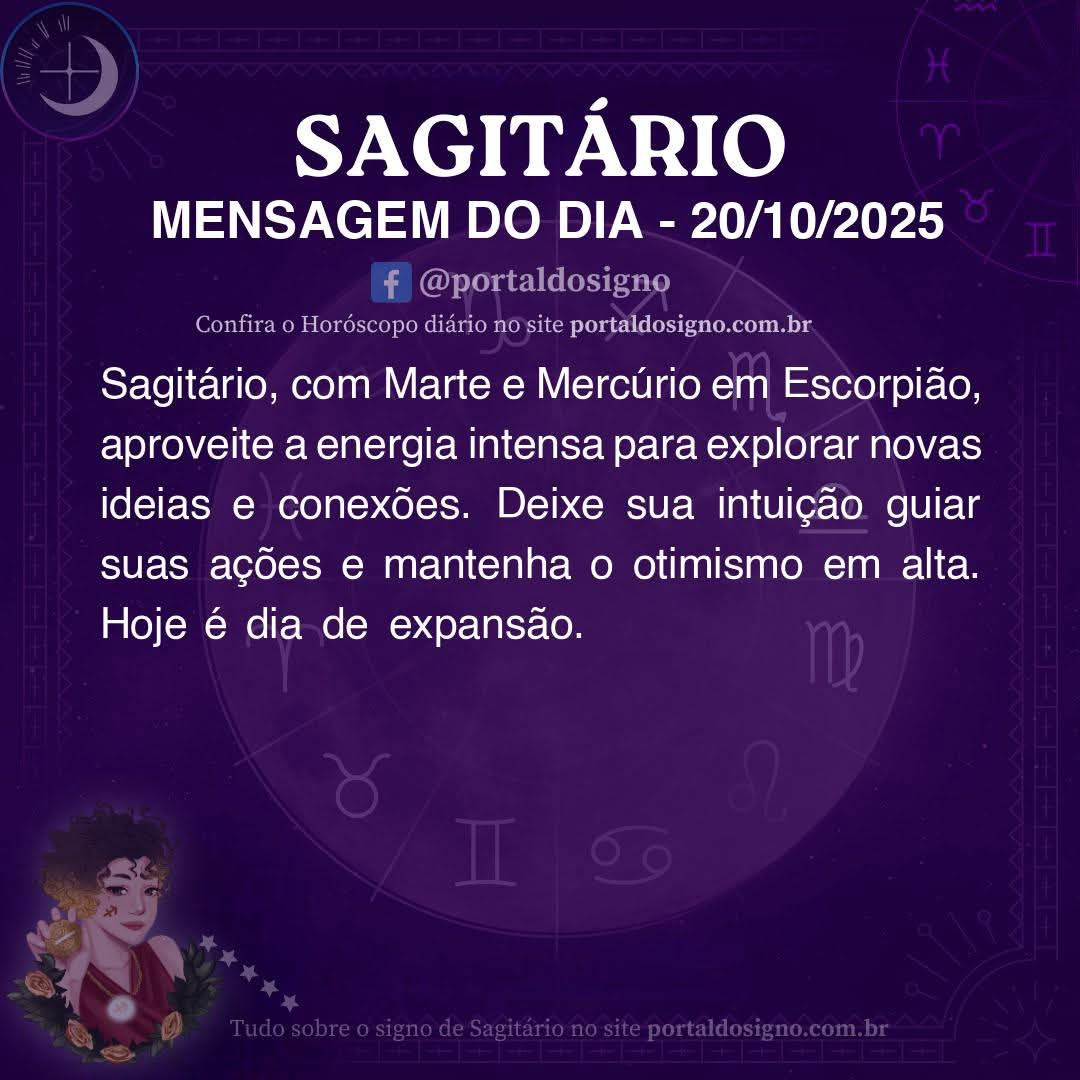 SAGITÁRIO
MENSAGEM DO DIA - 20/10/2025
@portaldosigno
Confira o Horóscopo diário no site portaldosigno.com.br
Sagitário, com Marte e Mercúrio em Escorpião,
aproveite a energia intensa para explorar novas
ideias e conexões. Deixe sua intuição guiar
suas ações e mantenha o otimismo em alta.
Hoje é dia de expansão.
Tudo sobre o signo de Sagitário no site portaldosigno.com.br